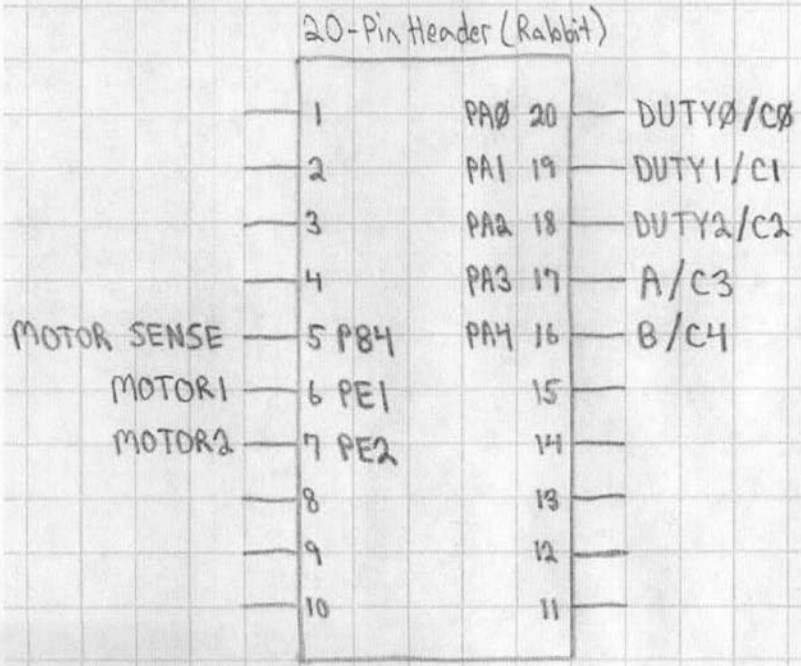 20-Pin Header (Rabbit)
1 PAØ 20 DUTYØ/CØ
2 PA1 19 DUTY1/C1
3 PA2 18 DUTY2/C2
4 PA3 17 A/C3
MOTOR SENSE 5 PB4 PA4 16 B/C4
MOTOR1 6 PE1 15
MOTOR2 7 PE2 14
8 13
9 12
10 11